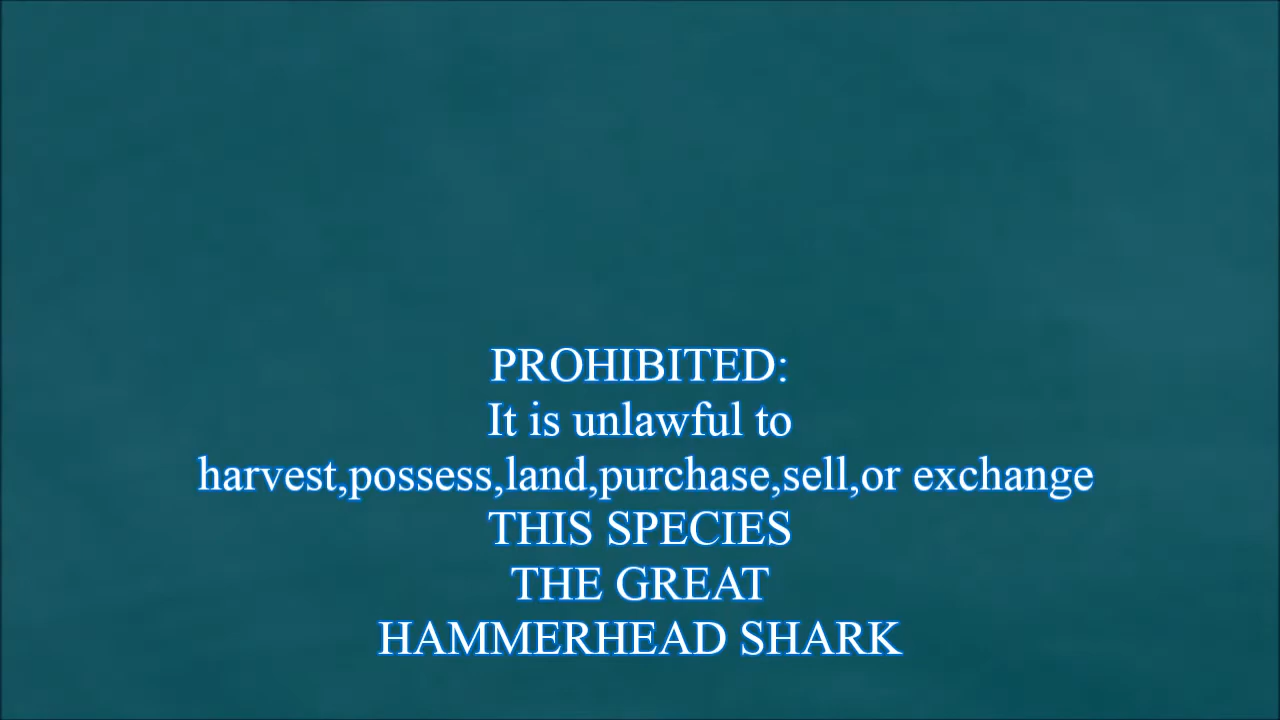 PROHIBITED:
It is unlawful to
harvest,possess,land,purchase,sell,or exchange
THIS SPECIES
THE GREAT
HAMMERHEAD SHARK